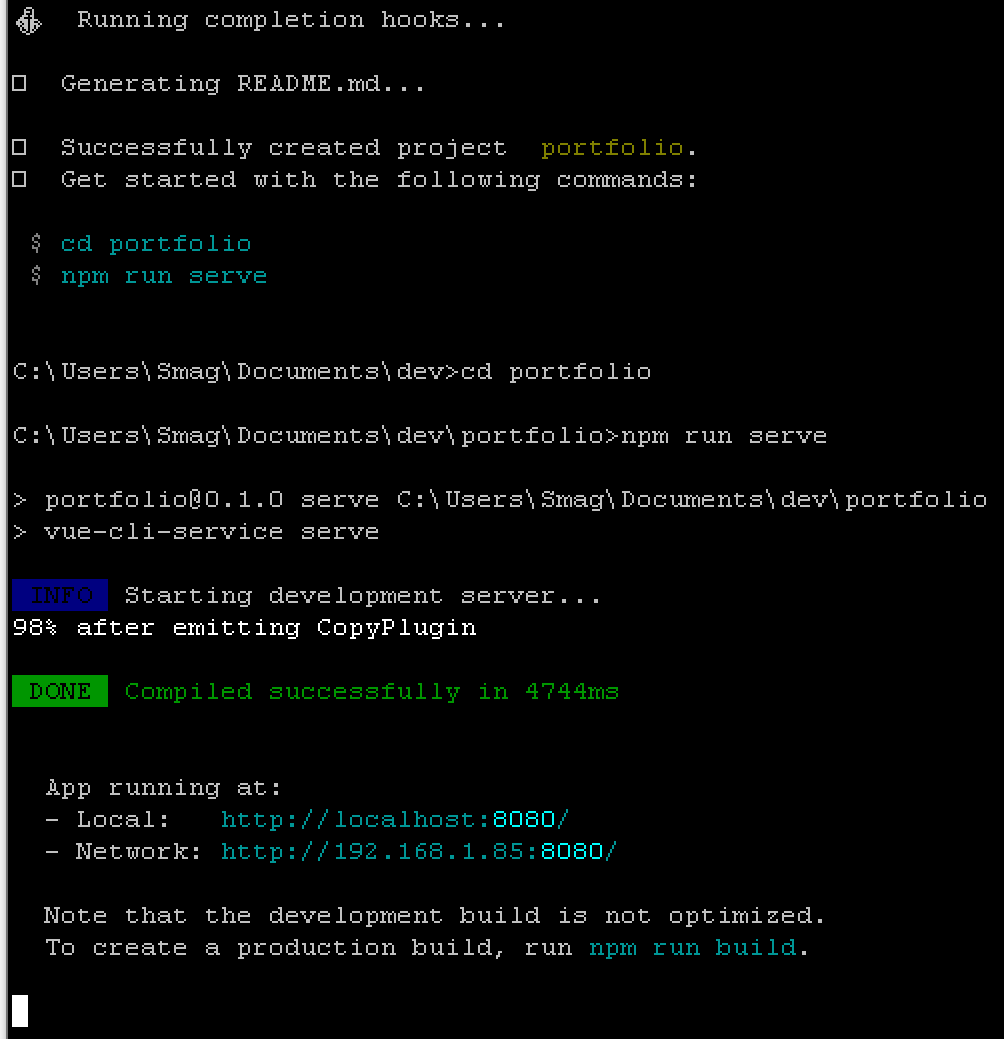 Running completion hooks...
Generating README.md...
Successfully created project portfolio.
Get started with the following commands:
$ cd portfolio
$ npm run serve
C:\Users\Smag\Documents\dev>cd portfolio
C:\Users\Smag\Documents\dev\portfolio>npm run serve
> portfolio@0.1.0 serve C:\Users\Smag\Documents\dev\portfolio
> vue-cli-service serve
INFO Starting development server...
98% after emitting CopyPlugin
DONE Compiled successfully in 4744ms
App running at:
- Local: http://localhost:8080/
- Network: http://192.168.1.85:8080/
Note that the development build is not optimized.
To create a production build, run npm run build.